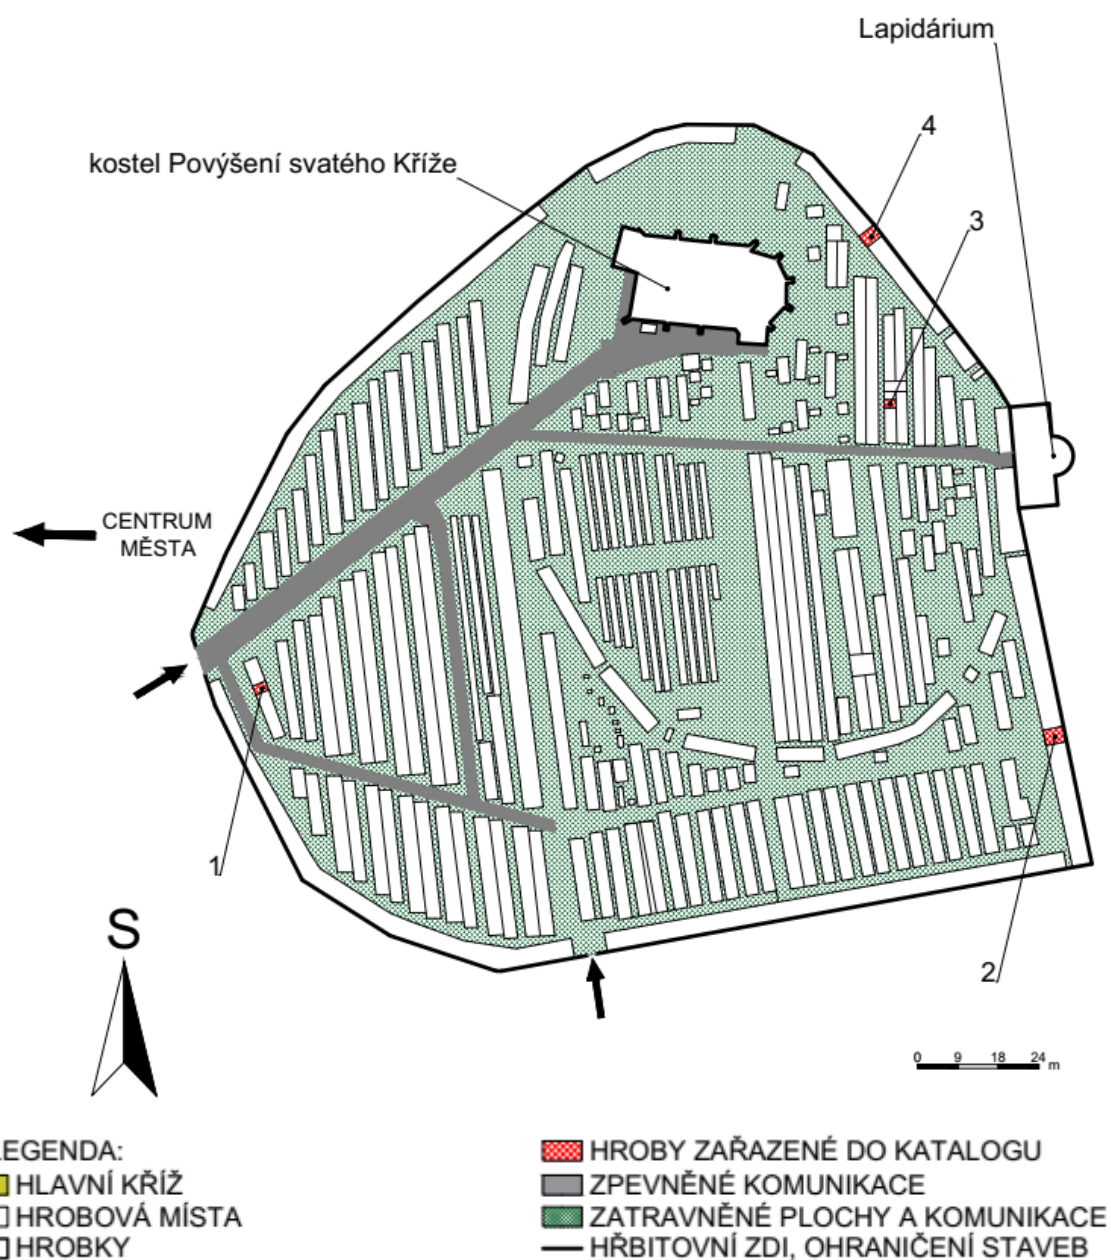 Lapidárium
4
kostel Povýšení svatého Kříže
3
CENTRUM
MĚSTA
1
S
2
0 9 18 24 m
EGENDA:
HLAVNÍ KŘÍŽ
HROBOVÁ MÍSTA
HROBKY
HROBY ZAŘAZENÉ DO KATALOGU
ZPEVNĚNÉ KOMUNIKACE
ZATRAVNĚNÉ PLOCHY A KOMUNIKACE
HŘBITOVNÍ ZDI, OHRANIČENÍ STAVEB